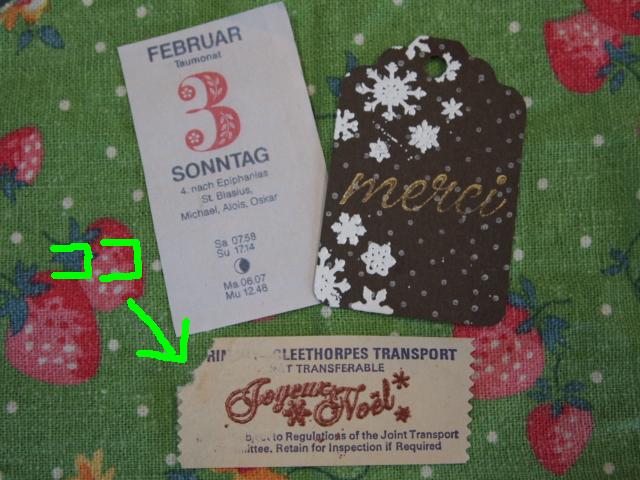 FEBRUAR
Taumonat
3
SONNTAG
4. nach Epiphanias
St. Blasius,
Michael, Alois, Oskar
Sa 07.58
Su 17.14
Ma 06.07
Mu 12.48
merci
CLEETHORPES TRANSPORT
TRANSFERABLE
Joyeux Noël
to Regulations of the Joint Transport
Retain for Inspection if Required